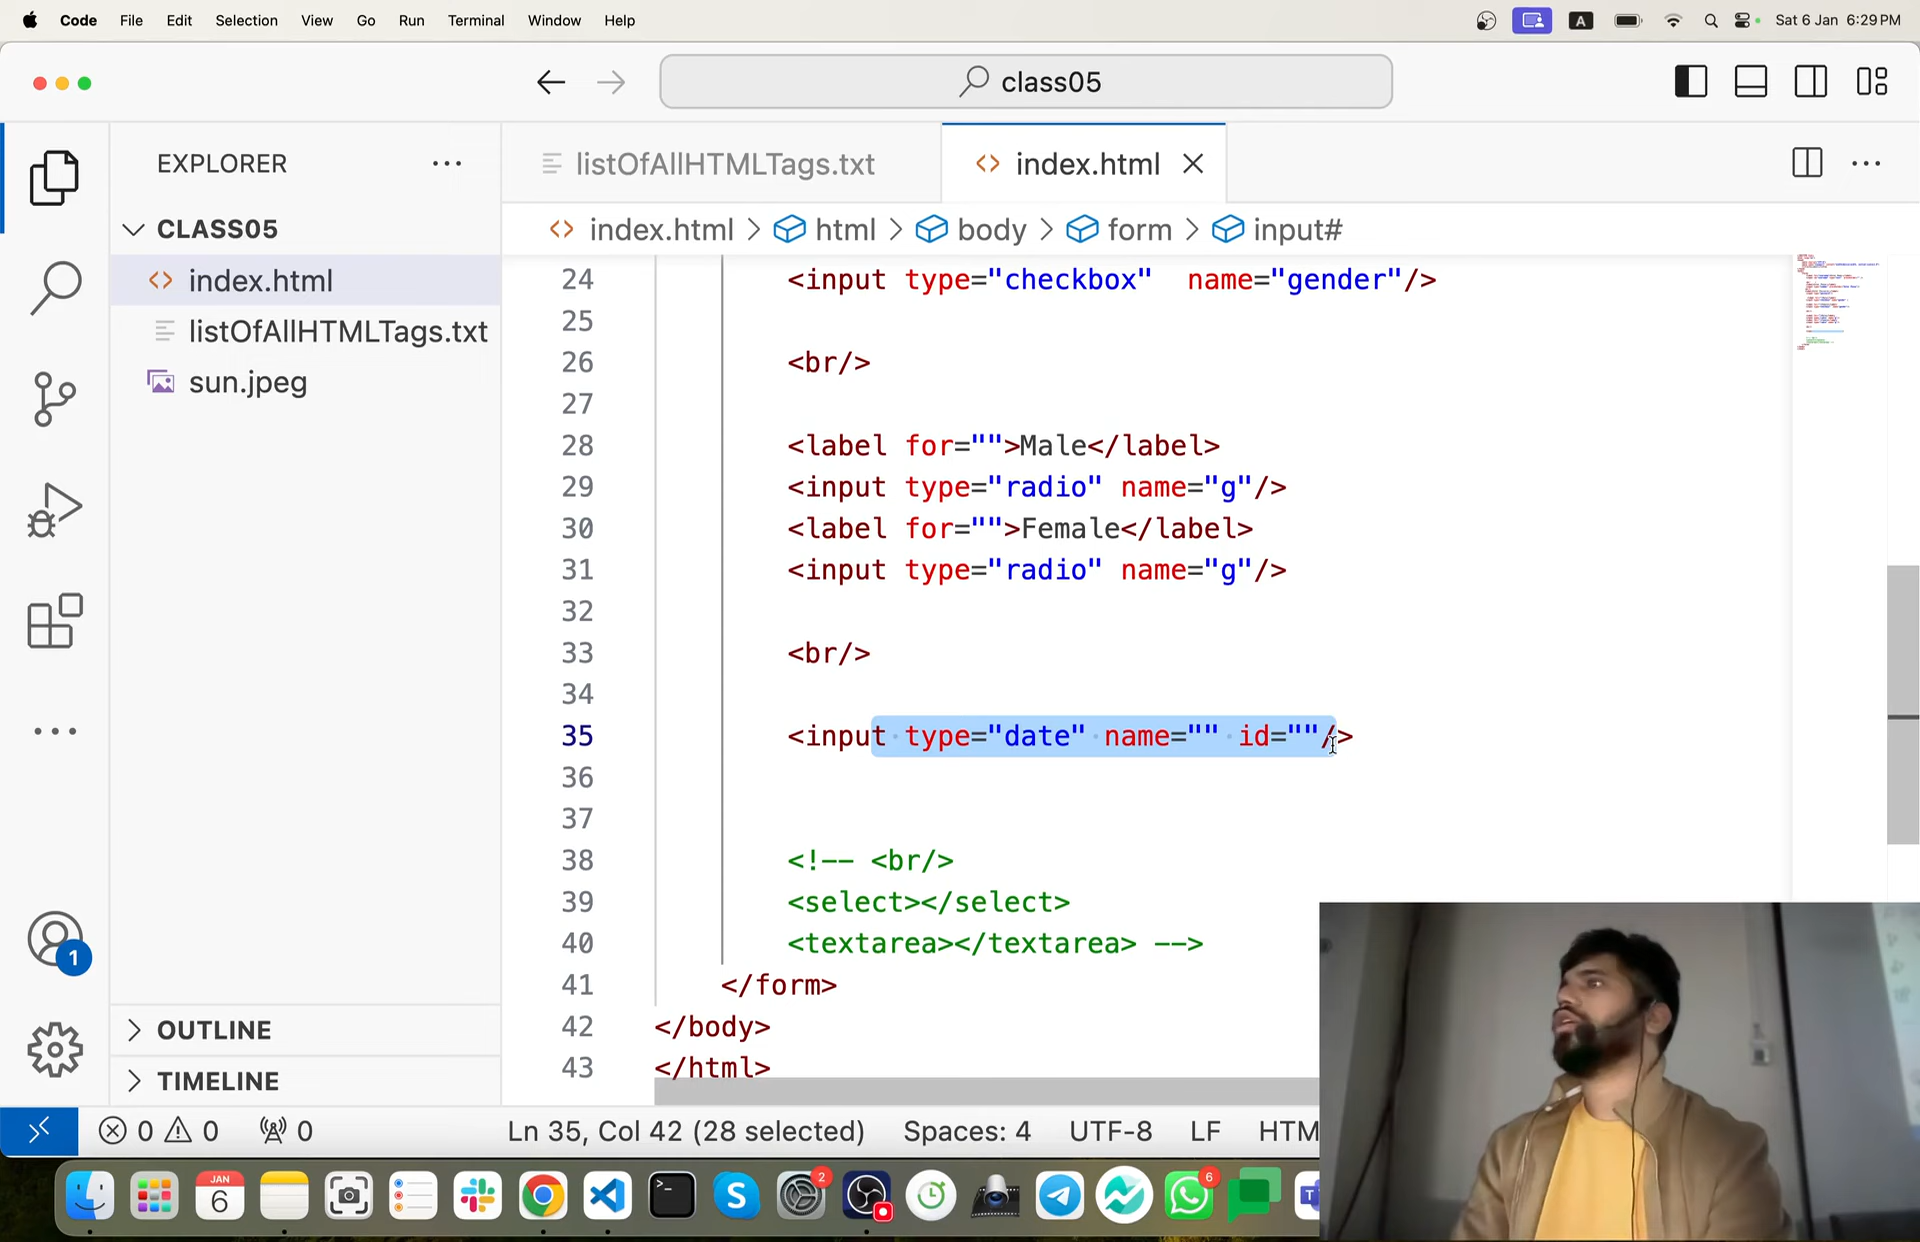 Code File Edit Selection View Go Run Terminal Window Help A Sat 6 Jan 6:29 PM
class05
EXPLORER
listOfAllHTMLTags.txt
index.html
CLASS05
index.html > html > body > form > input#
index.html
listOfAllHTMLTags.txt
sun.jpeg
24 <input type="checkbox"  name="gender"/>
25
26 <br/>
27
28 <label for="">Male</label>
29 <input type="radio" name="g"/>
30 <label for="">Female</label>
31 <input type="radio" name="g"/>
32
33 <br/>
34
35 <input type="date" name="" id=""/>
36
37
38 <!-- <br/>
39 <select></select>
40 <textarea></textarea> -->
41 </form>
42 </body>
43 </html>
1
OUTLINE
TIMELINE
0 0 0 Ln 35, Col 42 (28 selected) Spaces: 4 UTF-8 LF HTM
JAN
6
S
2
6
T